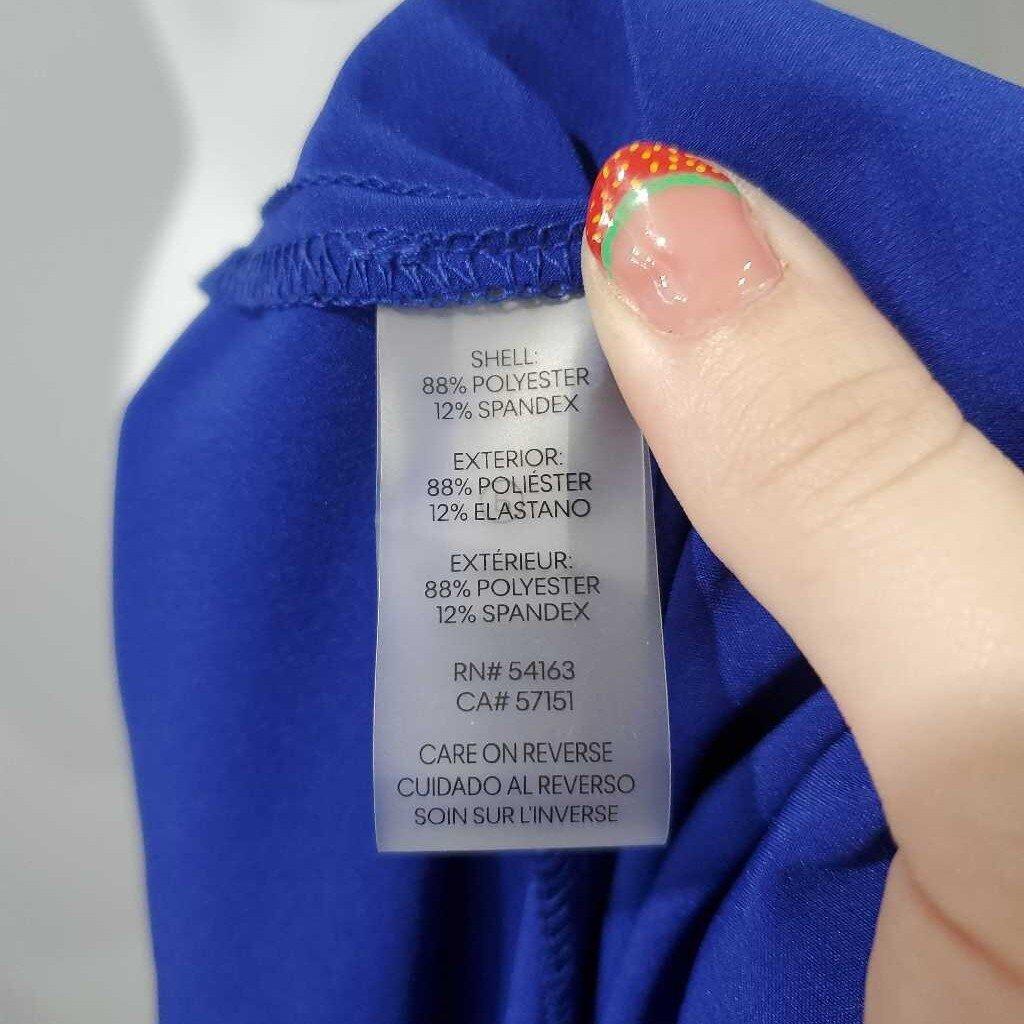 SHELL:
88% POLYESTER
12% SPANDEX
EXTERIOR:
88% POLIÉSTER
12% ELASTANO
EXTÉRIEUR:
88% POLYESTER
12% SPANDEX
RN# 54163
CA# 57151
CARE ON REVERSE
CUIDADO AL REVERSO
SOIN SUR L'INVERSE